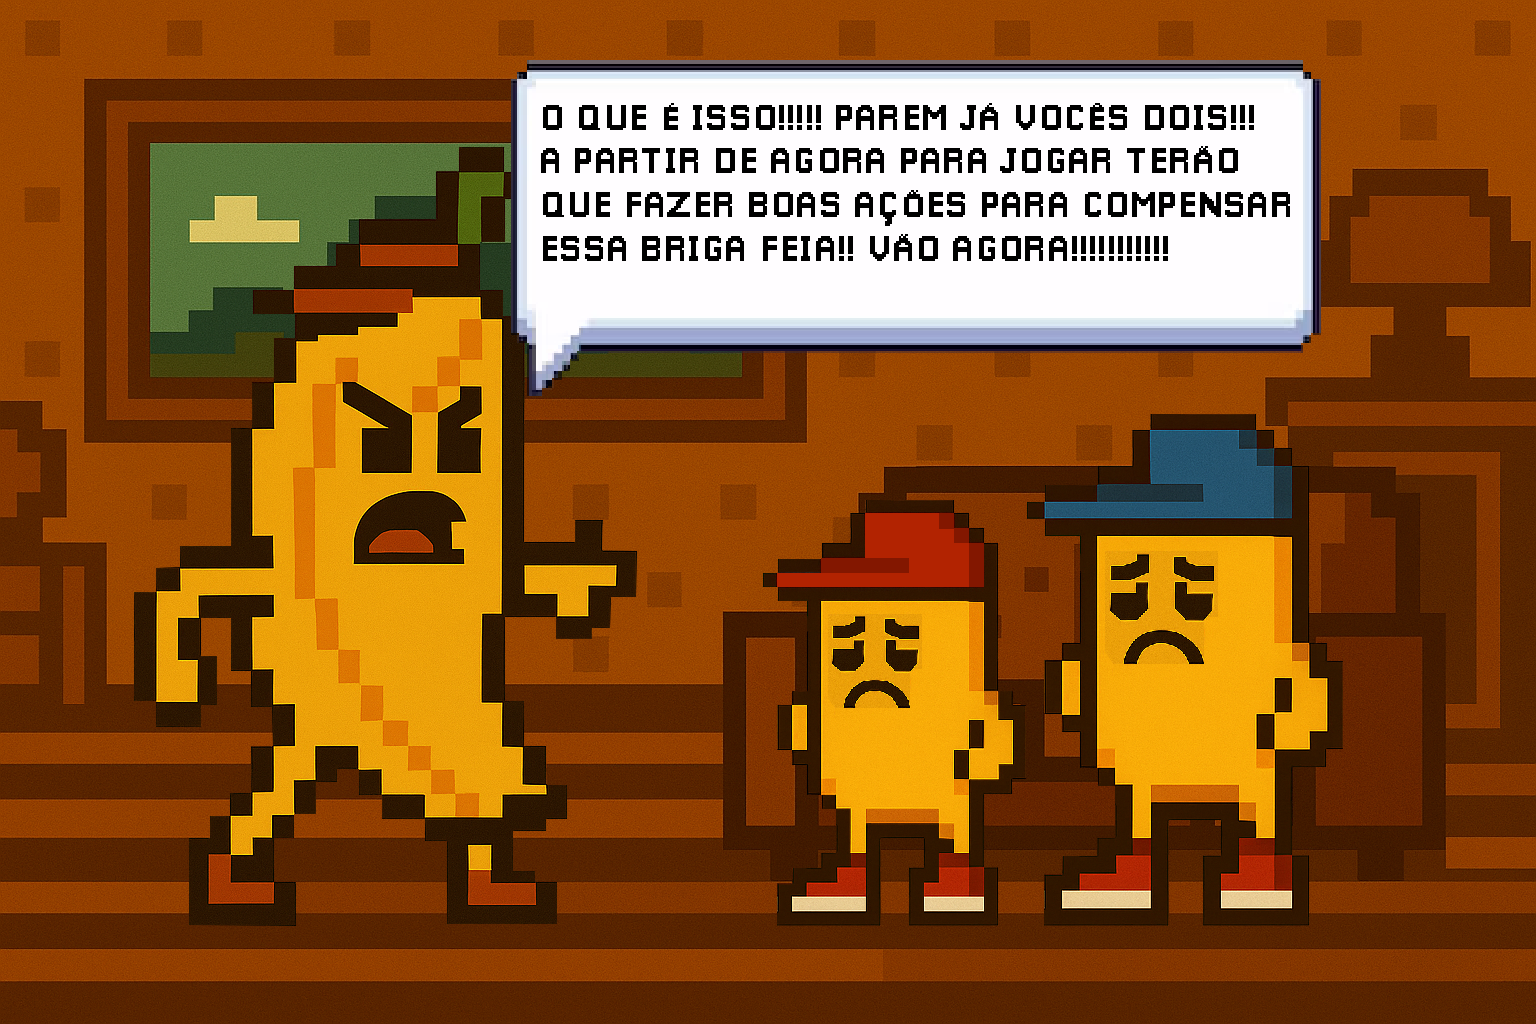 O QUE É ISSO!!!!! PAREM JÁ VOCÊS DOIS!!!
A PARTIR DE AGORA PARA JOGAR TERÃO
QUE FAZER BOAS AÇÕES PARA COMPENSAR
ESSA BRIGA FEIA!! VÃO AGORA!!!!!!!!!!!